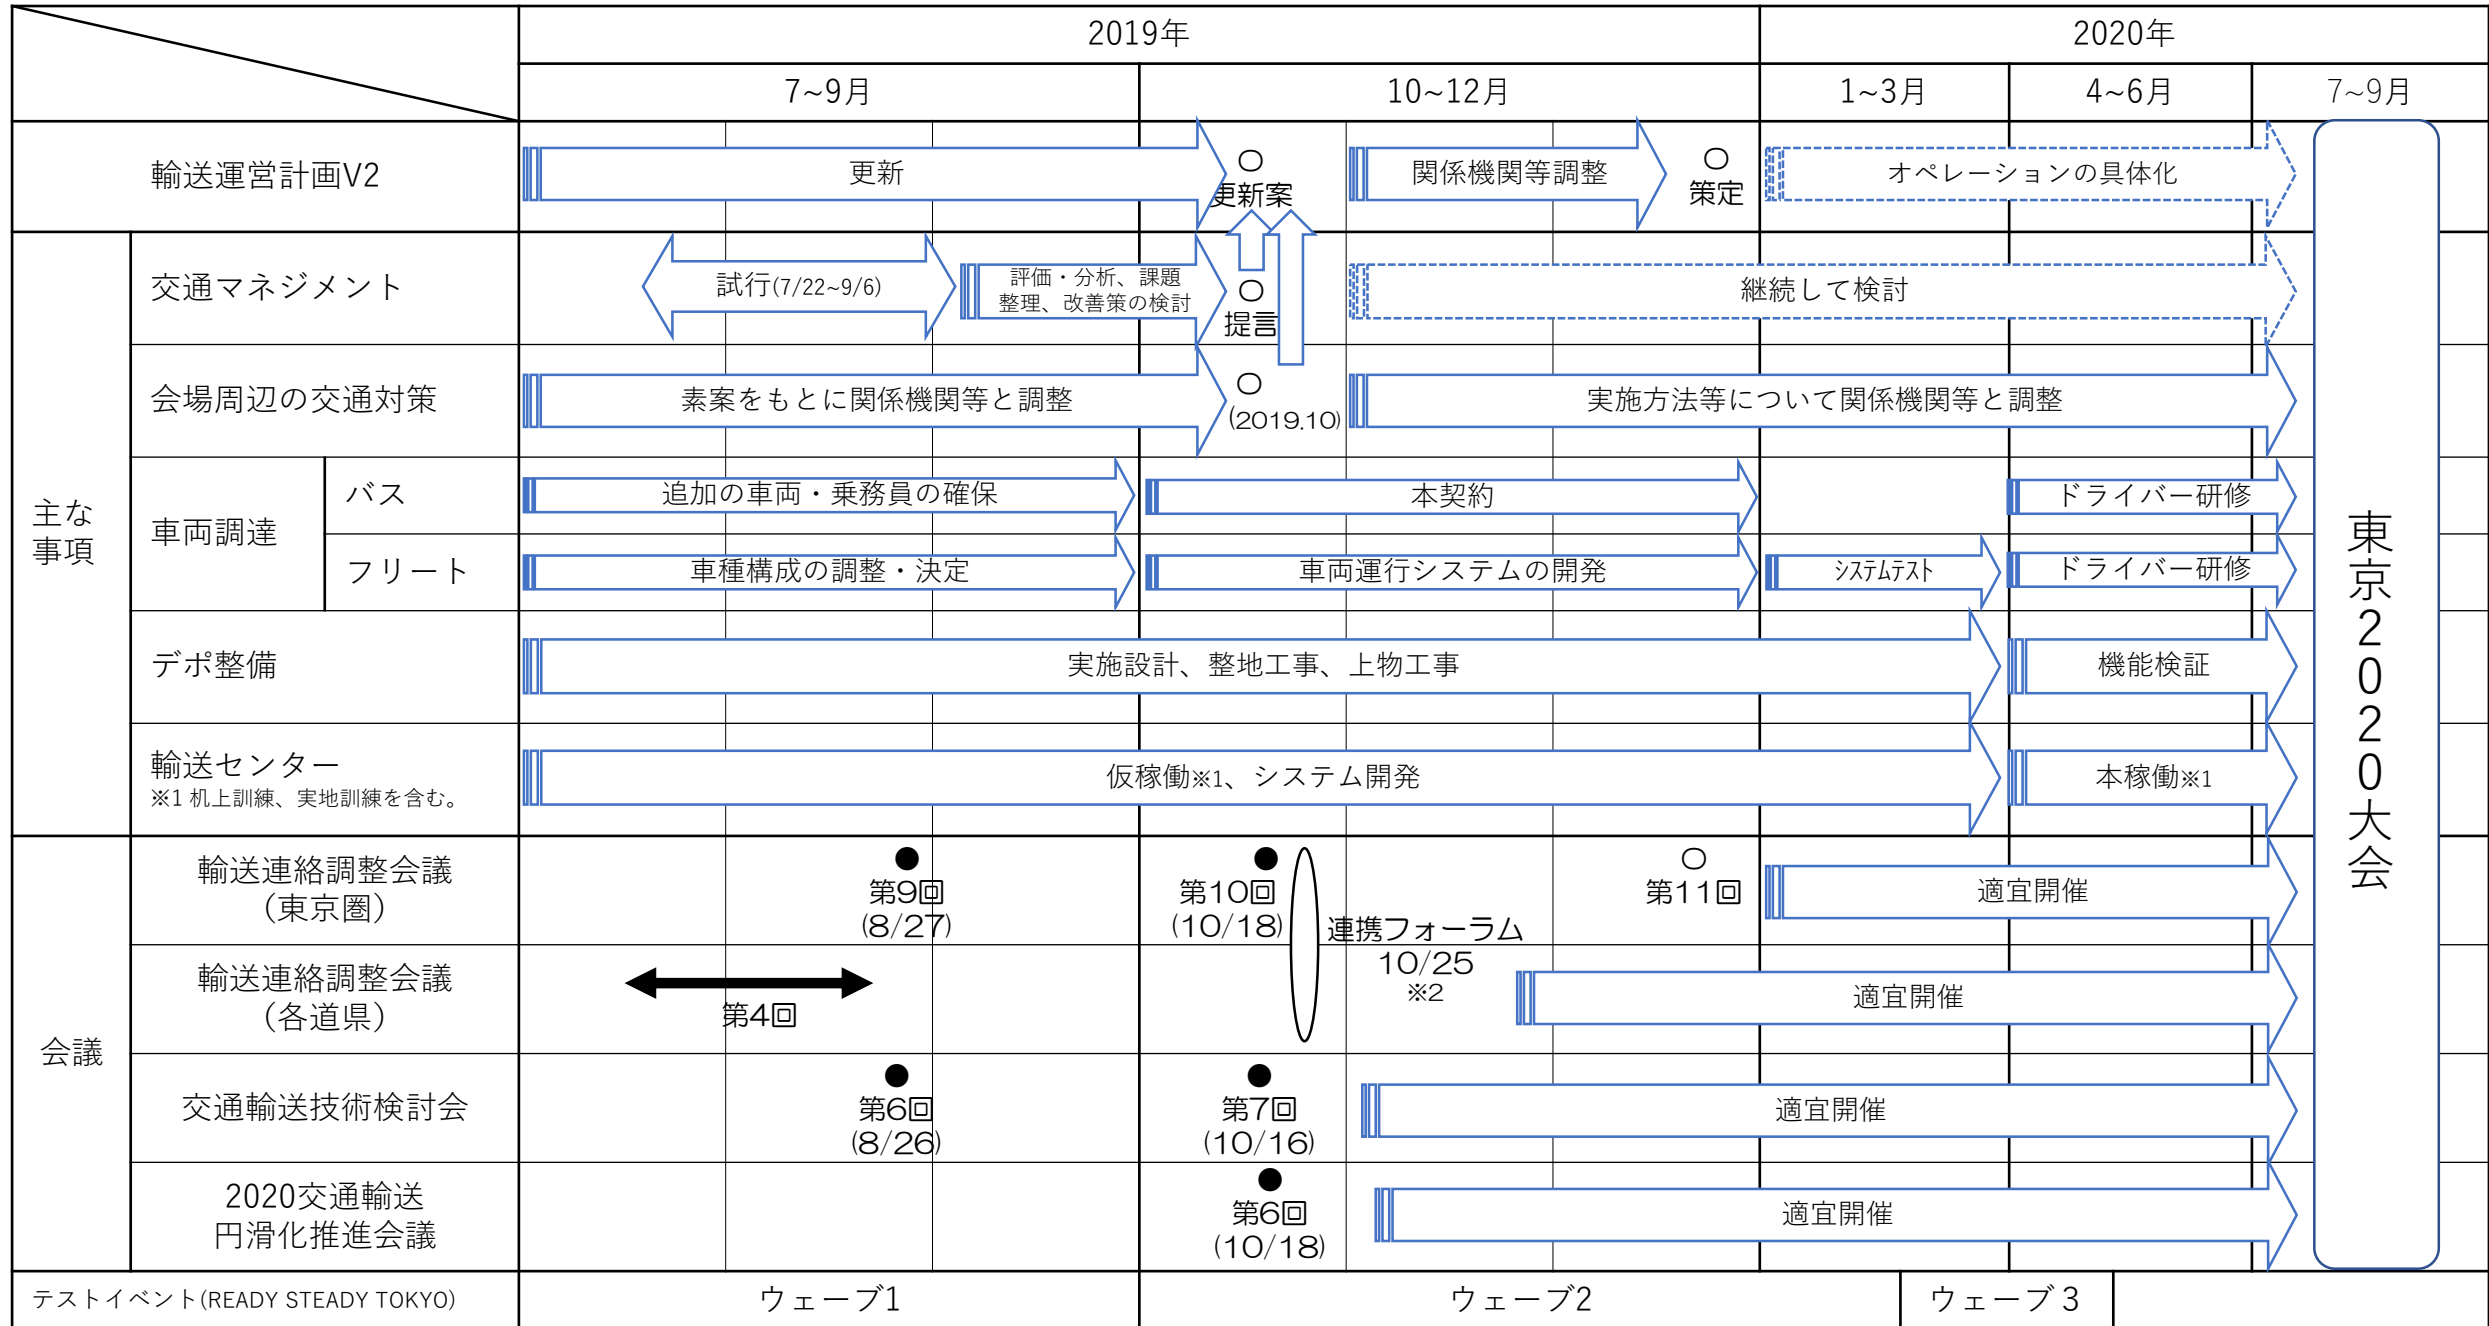 2019年
2020年
7~9月
10~12月
1~3月
4~6月
7~9月
輸送運営計画V2
更新
更新案
関係機関等調整
策定
オペレーションの具体化
主な
事項
交通マネジメント
試行(7/22~9/6)
評価・分析、課題
整理、改善策の検討
提言
継続して検討
会場周辺の交通対策
素案をもとに関係機関等と調整
(2019.10)
実施方法等について関係機関等と調整
車両調達
バス
追加の車両・乗務員の確保
本契約
ドライバー研修
フリート
車種構成の調整・決定
車両運行システムの開発
システムテスト
ドライバー研修
デポ整備
実施設計、整地工事、上物工事
機能検証
輸送センター
※1 机上訓練、実地訓練を含む。
仮稼働※1、システム開発
本稼働※1
東京2020大会
会議
輸送連絡調整会議
(東京圏)
第9回
(8/27)
第10回
(10/18)
連携フォーラム
10/25
※2
第11回
適宜開催
輸送連絡調整会議
(各道県)
第4回
適宜開催
交通輸送技術検討会
第6回
(8/26)
第7回
(10/16)
適宜開催
2020交通輸送
円滑化推進会議
第6回
(10/18)
適宜開催
テストイベント(READY STEADY TOKYO)
ウェーブ1
ウェーブ2
ウェーブ３